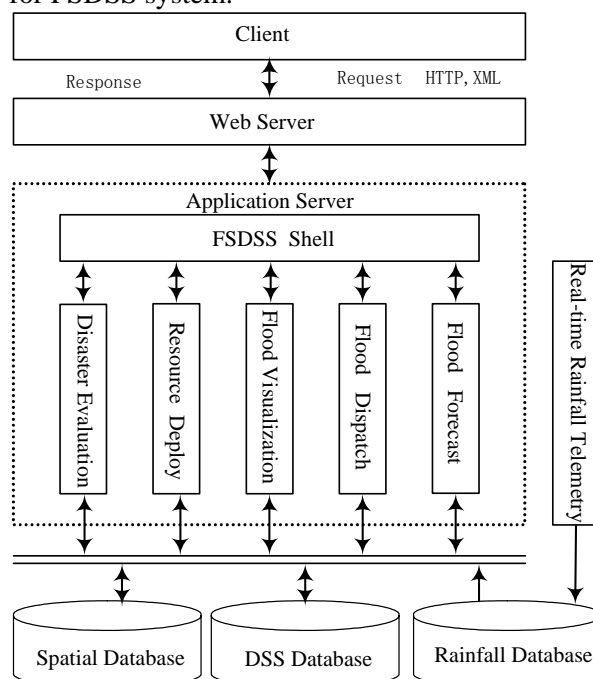 for FSDSS system.
Client
Response
Request HTTP,XML
Web Server
Application Server
FSDSS Shell
Disaster Evaluation
Resource Deploy
Flood Visualization
Flood Dispatch
Flood Forecast
Real-time Rainfall Telemetry
Spatial Database
DSS Database
Rainfall Database